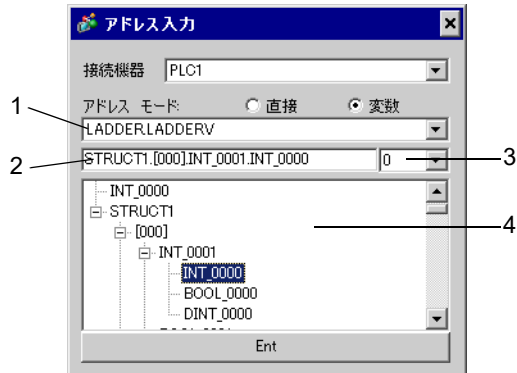 アドレス入力
接続機器 PLC1
アドレス モード: 直接 変数
1
LADDER.LADDERV
2 STRUCT1.[000].INT_0001.INT_0000 0 3
INT_0000
STRUCT1
[000]
4
INT_0001
INT_0000
BOOL_0000
DINT_0000
Ent